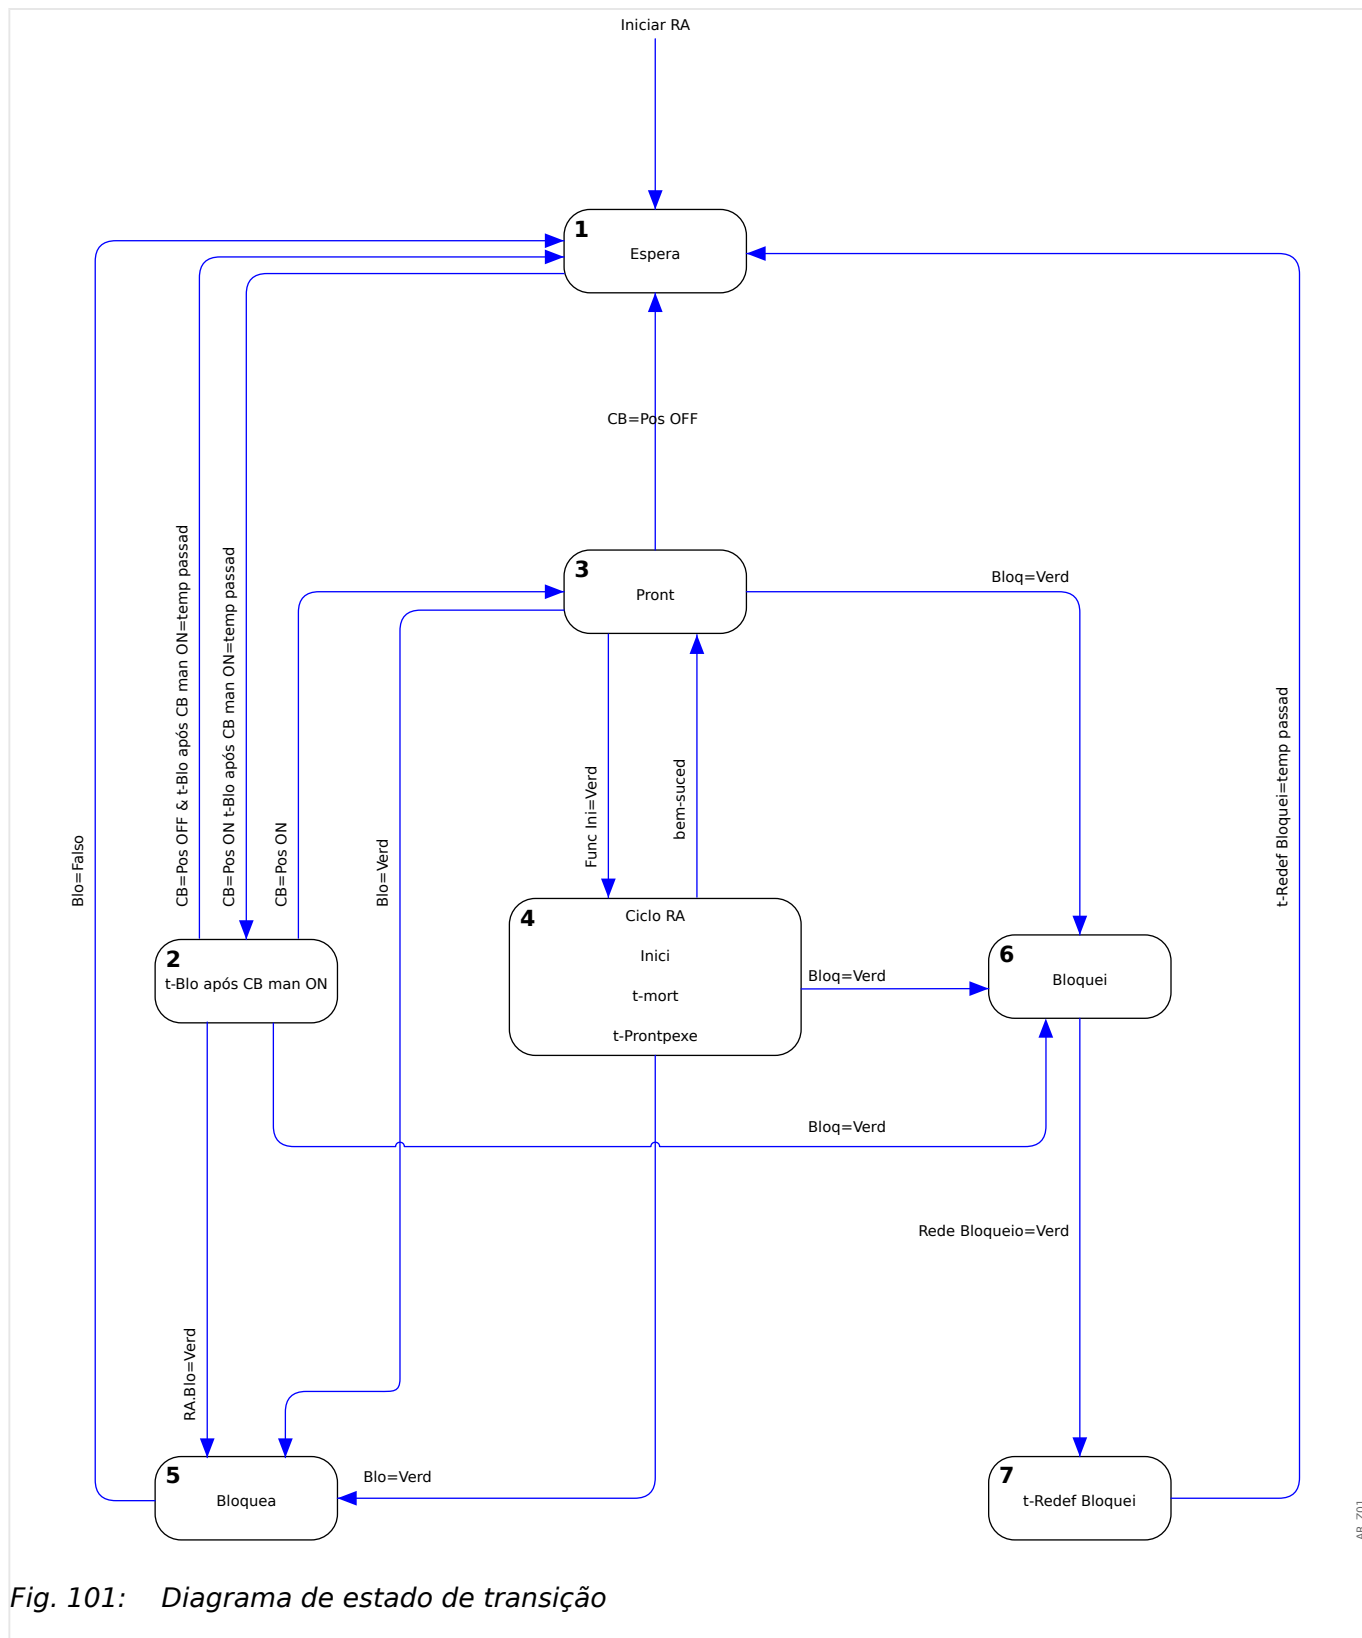 Iniciar RA
1
Espera
CB=Pos OFF
3
Pront
Bloq=Verd
CB=Pos OFF & t-Blo após CB man ON=temp passad
CB=Pos ON t-Blo após CB man ON=temp passad
CB=Pos ON
Blo=Falso
Blo=Verd
Func Ini=Verd
bem-suced
t-Redef Bloquei=temp passad
2
t-Blo após CB man ON
4
Ciclo RA
Inici
t-mort
t-Prontpexe
Bloq=Verd
6
Bloquei
Bloq=Verd
Rede Bloqueio=Verd
RA.Blo=Verd
5
Bloquea
Blo=Verd
7
t-Redef Bloquei
AR_Z01
Fig. 101: Diagrama de estado de transição